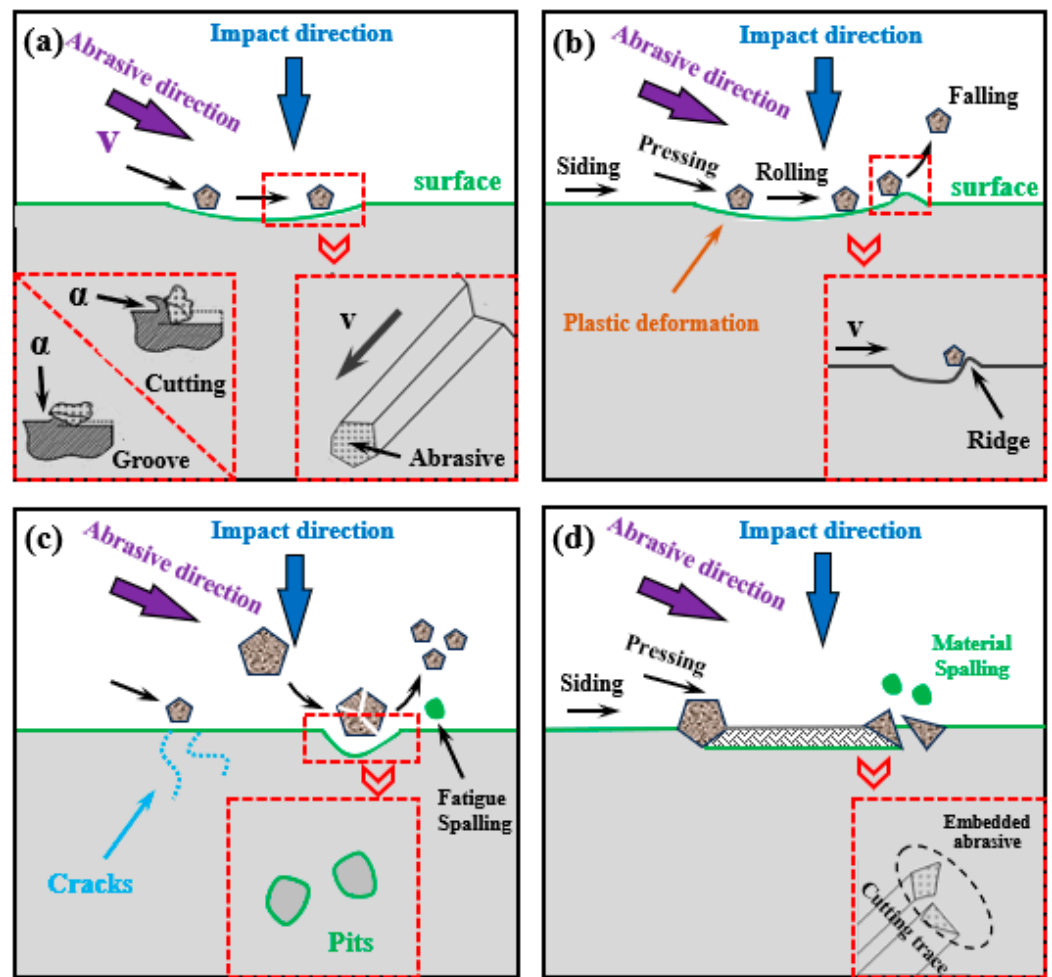 (a)
Impact direction
Abrasive direction
v
surface
α
Cutting
α
Groove
v
Abrasive
(b)
Impact direction
Abrasive direction
Falling
Siding
Pressing
Rolling
surface
Plastic deformation
v
Ridge
(c)
Impact direction
Abrasive direction
Fatigue
Spalling
Cracks
Pits
(d)
Impact direction
Abrasive direction
Material
Spalling
Pressing
Siding
Embedded
abrasive
Cutting trace